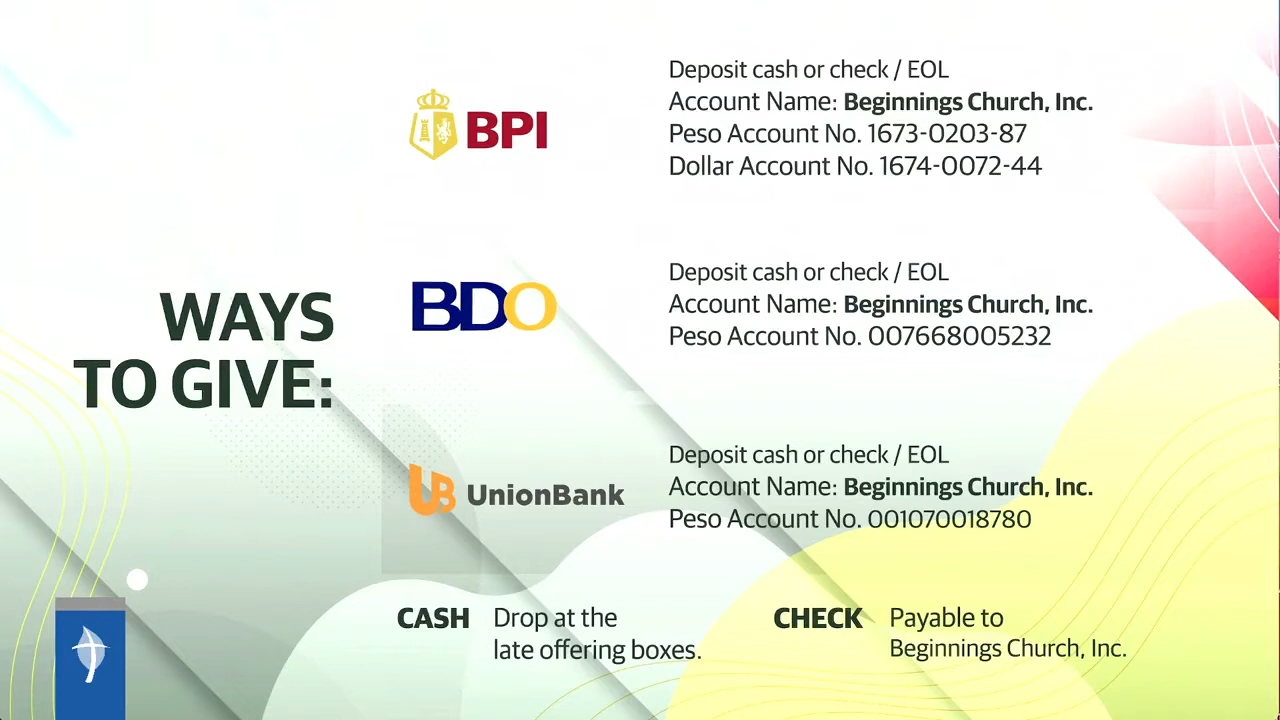 WAYS
TO GIVE:
BPI
Deposit cash or check / EOL
Account Name: Beginnings Church, Inc.
Peso Account No. 1673-0203-87
Dollar Account No. 1674-0072-44
BDO
Deposit cash or check / EOL
Account Name: Beginnings Church, Inc.
Peso Account No. 007668005232
UB UnionBank
Deposit cash or check / EOL
Account Name: Beginnings Church, Inc.
Peso Account No. 001070018780
CASH Drop at the
late offering boxes.
CHECK Payable to
Beginnings Church, Inc.